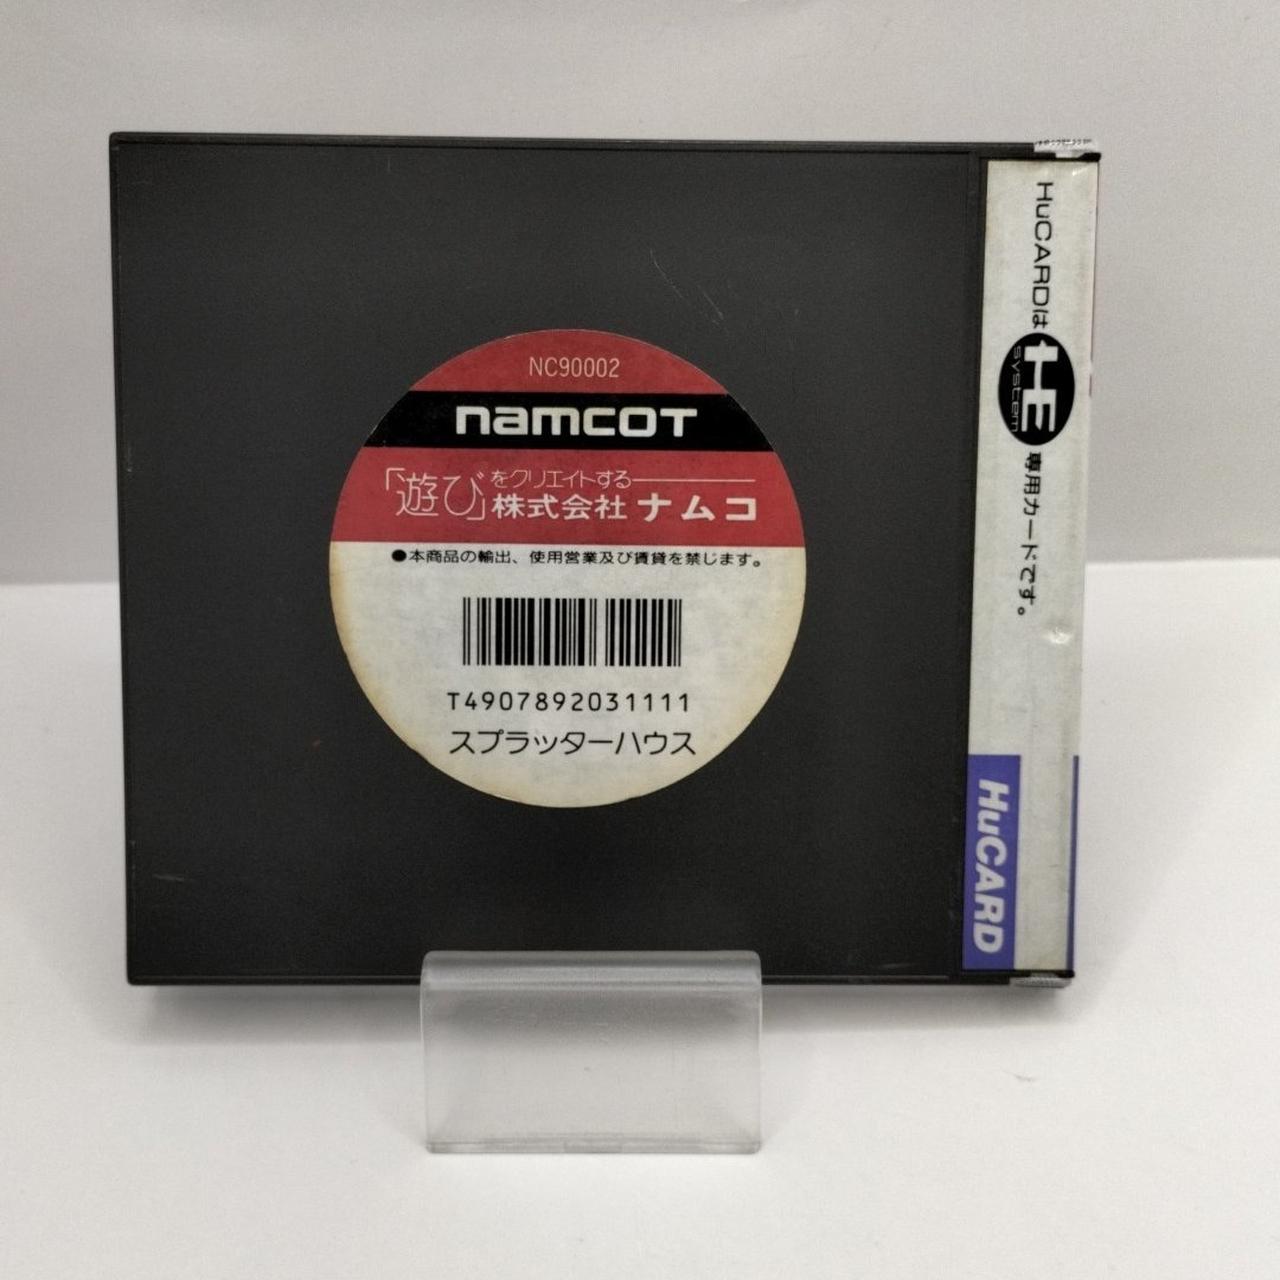 NC90002
namcoT
「遊び」をクリエイトする
株式会社 ナムコ
●本商品の輸出、使用営業及び賃貸を禁じます。
T4907892031111
スプラッターハウス
HuCARDは HE system 専用カードです。
HuCARD